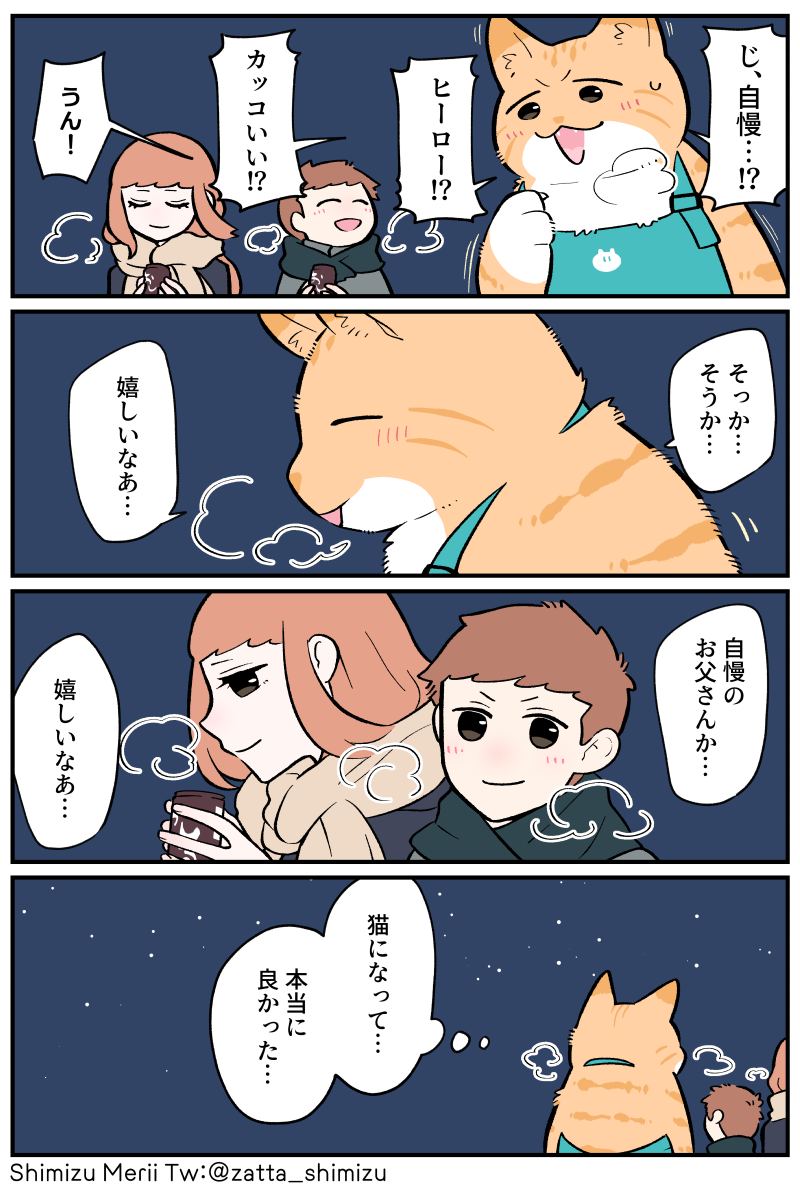 じ、自慢…!?
ヒーロー!?
カッコいい!?
うん!
そっか…
そうか…
嬉しいなあ…
自慢の
お父さんか…
嬉しいなあ…
猫になって…
本当に
良かった…
Shimizu Merii Tw:@zatta_shimizu